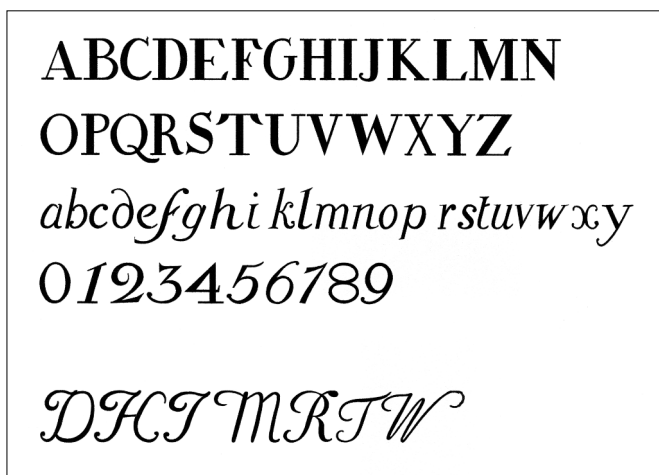 ABCDEFGHIJKLMN
OPQRSTUVWXYZ
abcdefghi klmnop rstuvwxy
0123456789
DHI MRTW